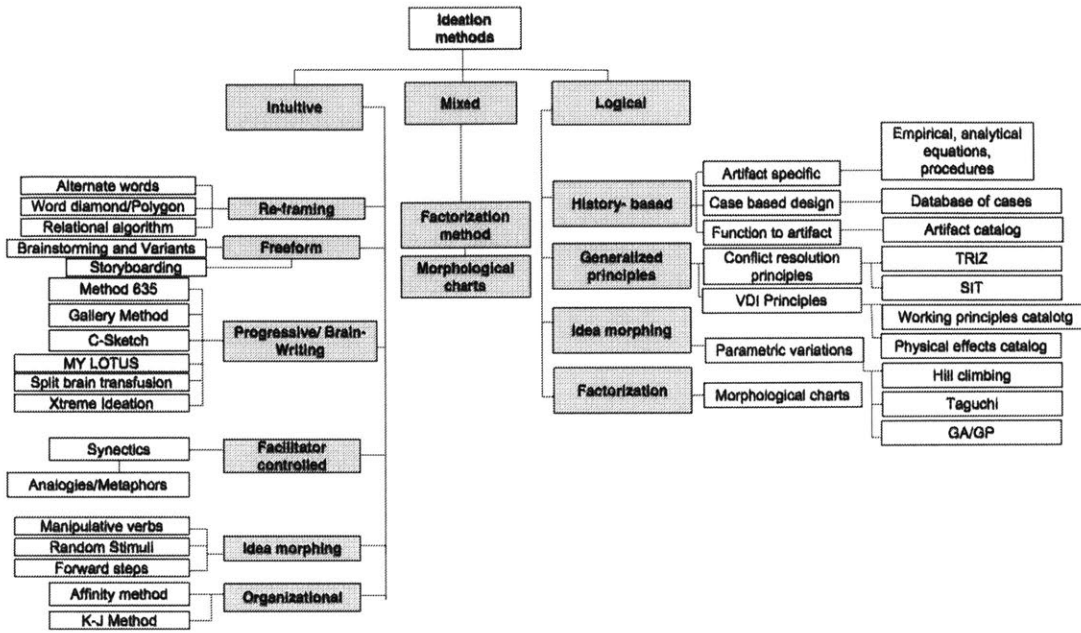 Ideation
methods
Intuitive
Mixed
Logical
Alternate words
Word diamond/Polygon
Relational algorithm
Re-framing
Brainstorming and Variants
Storyboarding
Freeform
Method 635
Gallery Method
C-Sketch
MY LOTUS
Split brain transfusion
Xtreme Ideation
Progressive/ Brain-
Writing
Synectics
Analogies/Metaphors
Facilitator
controlled
Manipulative verbs
Random Stimuli
Forward steps
Idea morphing
Affinity method
K-J Method
Organizational
Factorization
method
Morphological
charts
History- based
Artifact specific
Case based design
Function to artifact
Empirical, analytical
equations,
procedures
Database of cases
Artifact catalog
Generalized
principles
Conflict resolution
principles
VDI Principles
TRIZ
SIT
Working principles catalotg
Physical effects catalog
Idea morphing
Parametric variations
Hill climbing
Taguchi
GA/GP
Factorization
Morphological charts